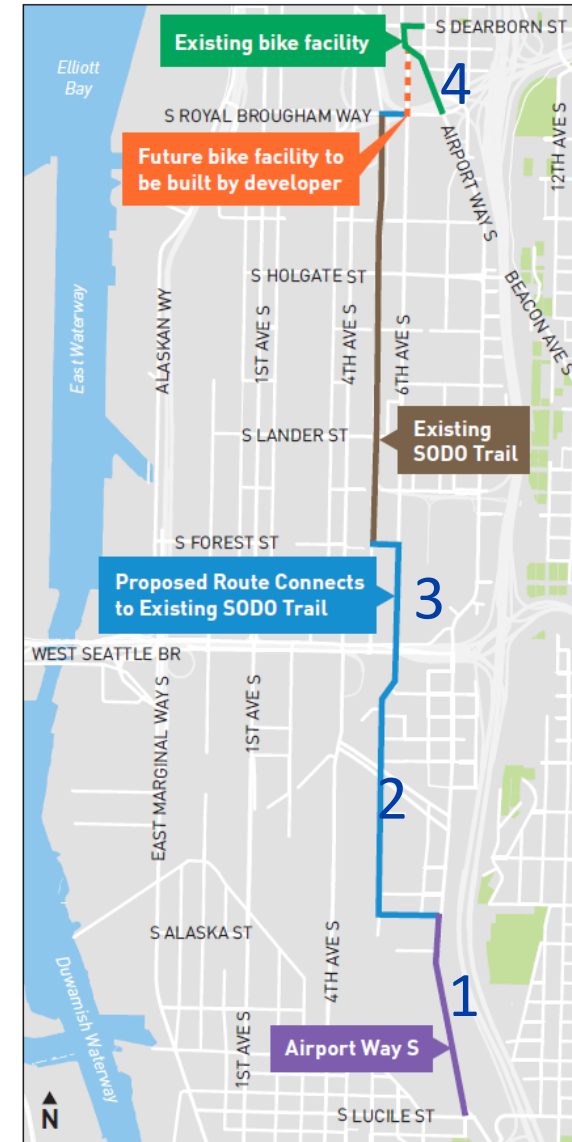 S DEARBORN ST
Existing bike facility
Elliott
Bay
4
S ROYAL BROUGHAM WAY
Future bike facility to
be built by developer
AIRPORT WAY S
12TH AVE S
S HOLGATE ST
BEACON AVE S
East Waterway
ALASKAN WY
1ST AVE S
4TH AVE S
6TH AVE S
S LANDER ST
Existing
SODO Trail
S FOREST ST
Proposed Route Connects
to Existing SODO Trail
3
WEST SEATTLE BR
EAST MARGINAL WAY S
1ST AVE S
2
S ALASKA ST
4TH AVE S
Duwamish Waterway
1
1ST AVE S
Airport Way S
N
S LUCILE ST